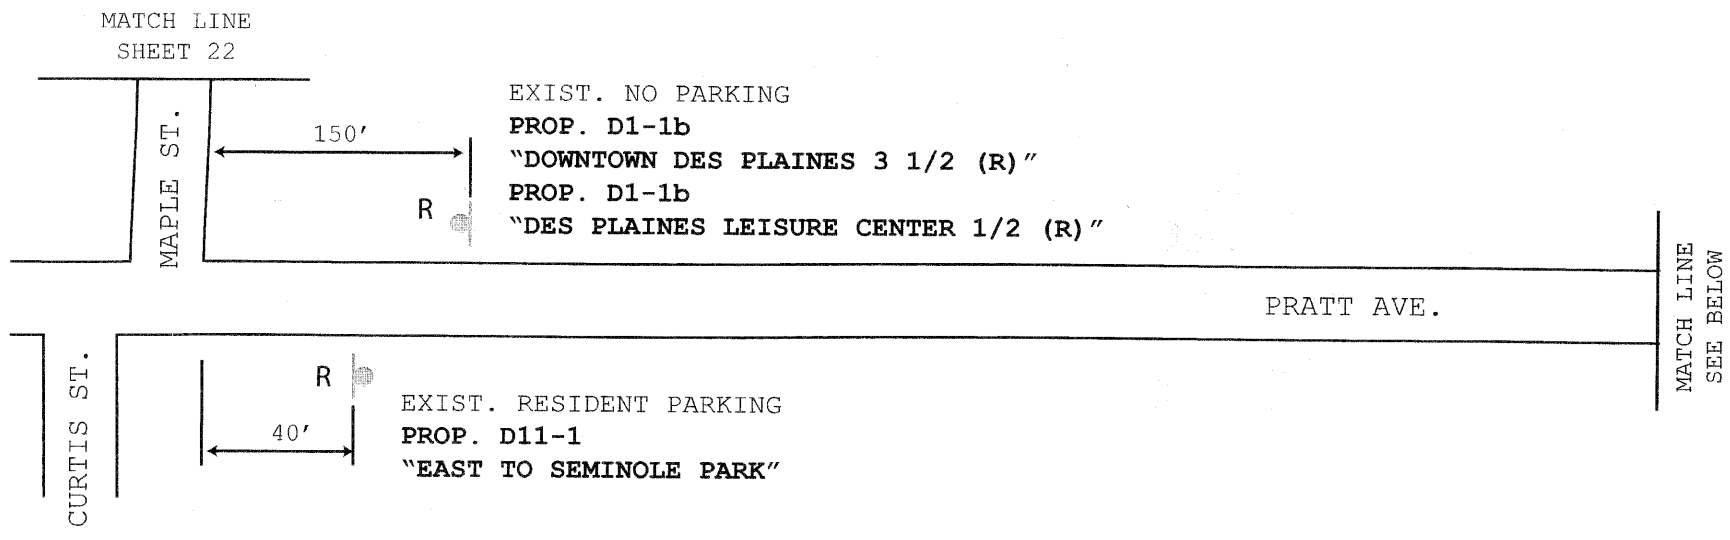 MATCH LINE
SHEET 22
MAPLE ST.
150'
R
EXIST. NO PARKING
PROP. D1-1b
"DOWNTOWN DES PLAINES 3 1/2 (R)"
PROP. D1-1b
"DES PLAINES LEISURE CENTER 1/2 (R)"
PRATT AVE.
MATCH LINE
SEE BELOW
CURTIS ST.
R
40'
EXIST. RESIDENT PARKING
PROP. D11-1
"EAST TO SEMINOLE PARK"